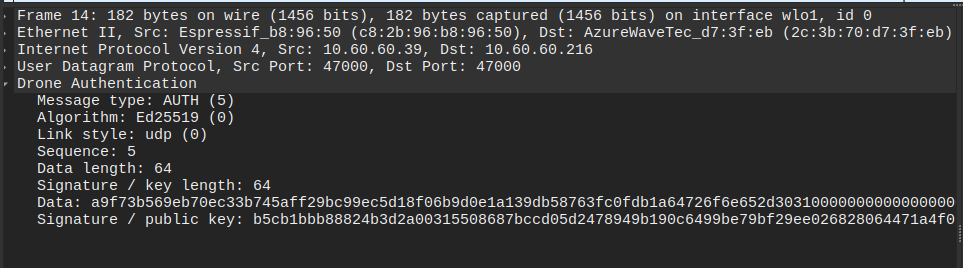 Frame 14: 182 bytes on wire (1456 bits), 182 bytes captured (1456 bits) on interface wlo1, id 0
Ethernet II, Src: Espressif_b8:96:50 (c8:2b:96:b8:96:50), Dst: AzureWaveTec_d7:3f:eb (2c:3b:70:d7:3f:eb)
Internet Protocol Version 4, Src: 10.60.60.39, Dst: 10.60.60.216
User Datagram Protocol, Src Port: 47000, Dst Port: 47000
Drone Authentication
Message type: AUTH (5)
Algorithm: Ed25519 (0)
Link style: udp (0)
Sequence: 5
Data length: 64
Signature / key length: 64
Data: a9f73b569eb70ec33b745aff29bc99ec5d18f06b9d0e1a139db58763fc0fdb1a64726f6e652d30310000000000000000
Signature / public key: b5cb1bbb88824b3d2a00315508687bccd05d2478949b190c6499be79bf29ee026828064471a4f0